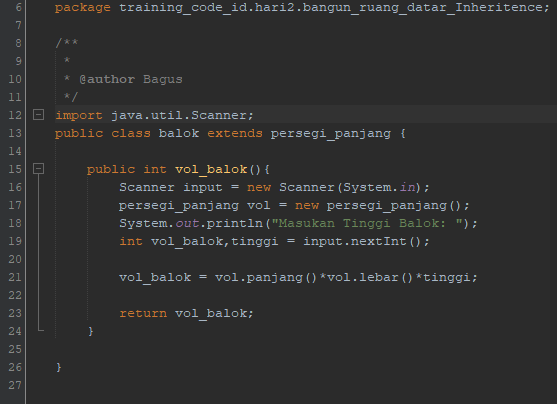 6 package training_code_id.hari2.bangun_ruang_datar_Inheritence;
7
8 /**
9  *
10  * @author Bagus
11  */
12 import java.util.Scanner;
13 public class balok extends persegi_panjang {
14
15     public int vol_balok(){
16         Scanner input = new Scanner(System.in);
17         persegi_panjang vol = new persegi_panjang();
18         System.out.println("Masukan Tinggi Balok: ");
19         int vol_balok,tinggi = input.nextInt();
20
21         vol_balok = vol.panjang()*vol.lebar()*tinggi;
22
23         return vol_balok;
24     }
25
26 }
27